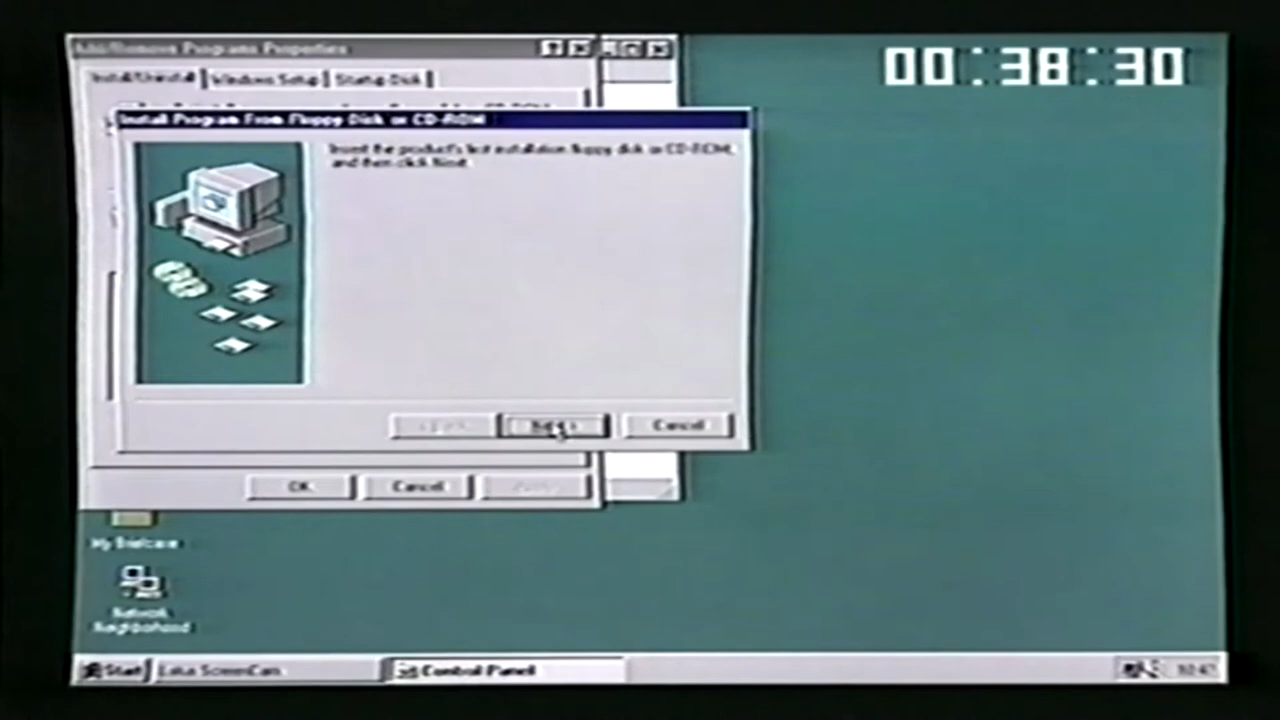 Add/Remove Programs Properties
00:38:30
Install/Uninstall
Windows Setup
Startup Disk
Install Program From Floppy Disk or CD-ROM
Insert the product's first installation floppy disk or CD-ROM,
and then click Next.
Next >
Cancel
OK
Cancel
Apply
My Briefcase
Network
Neighborhood
Start
Lotus ScreenCam
Control Panel